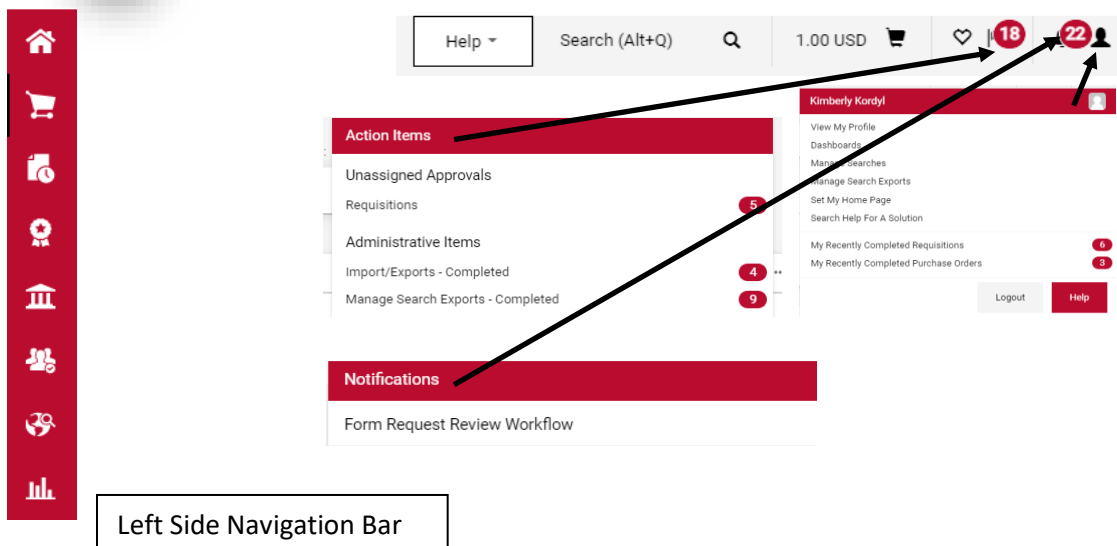 Help
Search (Alt+Q)
1.00 USD
18
22
Kimberly Kordyl
View My Profile
Dashboards
Manage Searches
Manage Search Exports
Set My Home Page
Search Help For A Solution
My Recently Completed Requisitions 6
My Recently Completed Purchase Orders 3
Logout
Help
Action Items
Unassigned Approvals
Requisitions 5
Administrative Items
Import/Exports - Completed 4
Manage Search Exports - Completed 9
Notifications
Form Request Review Workflow
Left Side Navigation Bar